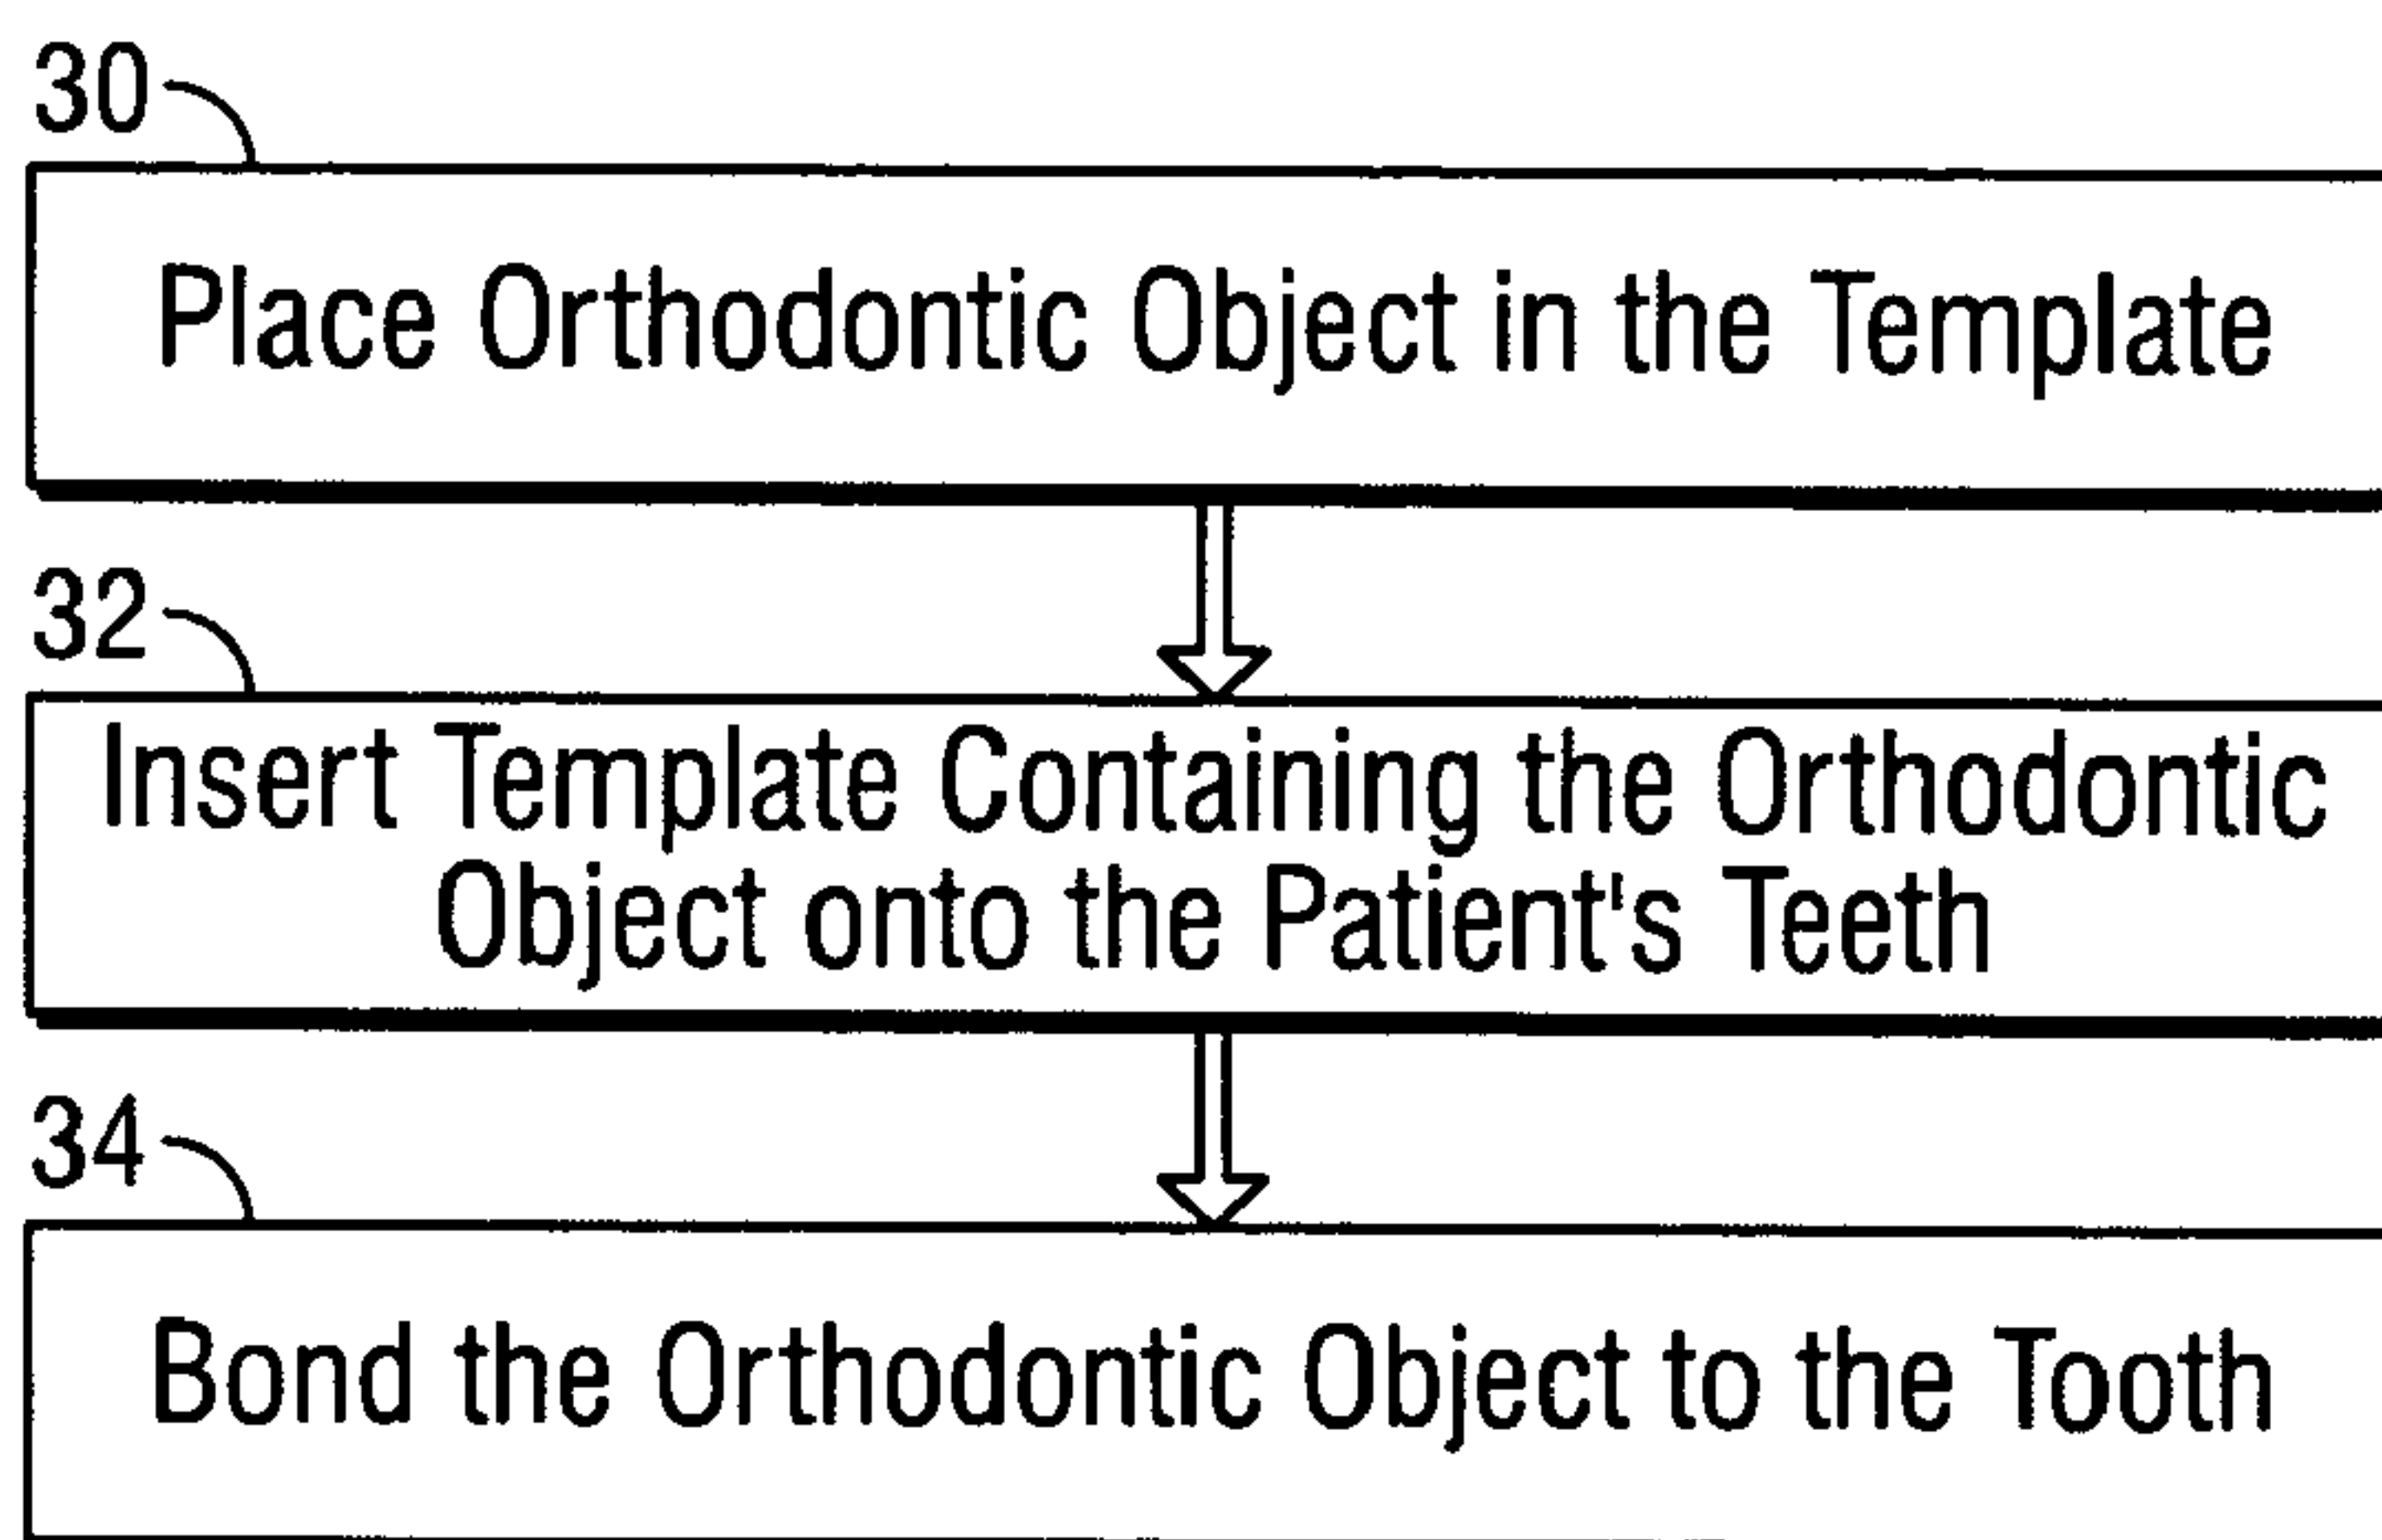 30
Place Orthodontic Object in the Template
32
Insert Template Containing the Orthodontic
Object onto the Patient's Teeth
34
Bond the Orthodontic Object to the Tooth